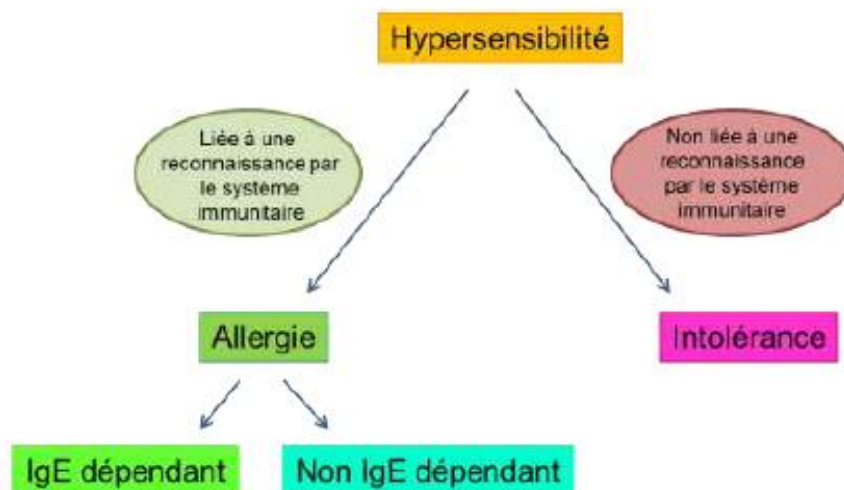 Hypersensibilité
Liée à une
reconnaissance par
le système
immunitaire
Non liée à une
reconnaissance
par le système
immunitaire
Allergie
Intolérance
IgE dépendant
Non IgE dépendant